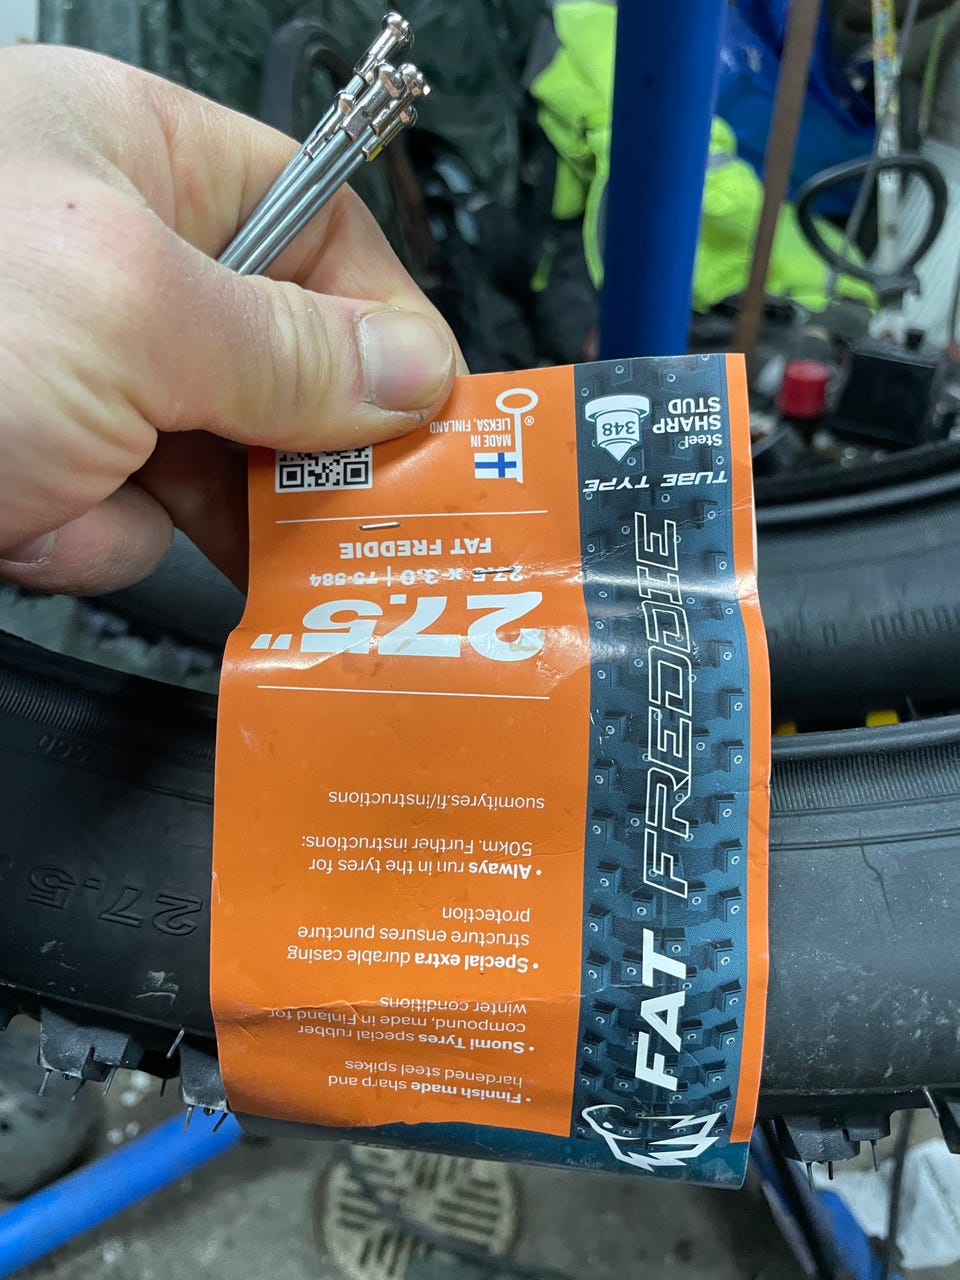 FAT FREDDIE
TUBE TYPE
348
Steel
SHARP
STUD
• Finnish made sharp and
hardened steel spikes
• Suomi Tyres special rubber
compound, made in Finland for
winter conditions
• Special extra durable casing
structure ensures puncture
protection
• Always run in the tyres for
50km. Further instructions:
suomityres.fi/instructions
27.5"
27.5 x 3.0 | 75-584
FAT FREDDIE
MADE IN
LIEKSA, FINLAND
®
27.5